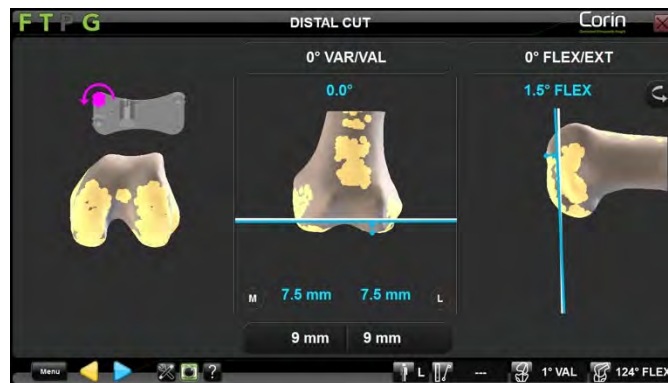 F T P G
DISTAL CUT
Corin
0° VAR/VAL
0° FLEX/EXT
0.0°
1.5° FLEX
M
7.5 mm
7.5 mm
L
9 mm
9 mm
Menu
?
L
---
1° VAL
124° FLEX